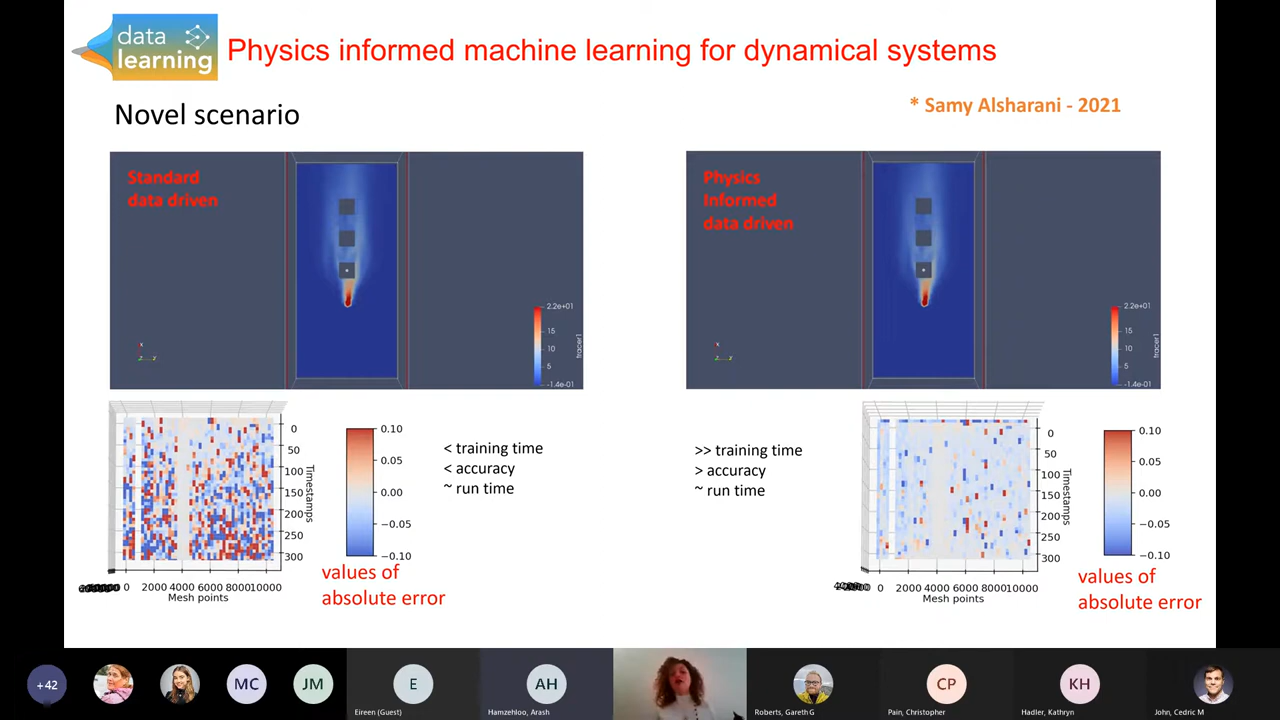 data
learning
Physics informed machine learning for dynamical systems
Novel scenario
* Samy Alsharani - 2021
Standard
data driven
2.2e+01
15
10
5
-1.4e-01
tracer1
X
Y
Physics
Informed
data driven
2.2e+01
15
10
5
-1.4e-01
tracer1
X
Y
0
50
100
150
200
250
300
Timestamps
0 2000 4000 6000 8000 10000
Mesh points
0.10
0.05
0.00
−0.05
−0.10
values of
absolute error
< training time
< accuracy
~ run time
>> training time
> accuracy
~ run time
0
50
100
150
200
250
300
Timestamps
0 2000 4000 6000 8000 10000
Mesh points
0.10
0.05
0.00
−0.05
−0.10
values of
absolute error
+42
MC
JM
E
Eireen (Guest)
AH
Hamzehloo, Arash
Roberts, Gareth G
CP
Pain, Christopher
KH
Hadler, Kathryn
John, Cedric M